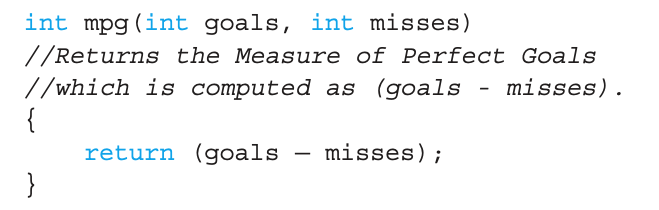 int mpg(int goals, int misses)
//Returns the Measure of Perfect Goals
//which is computed as (goals - misses).
{
    return (goals – misses);
}